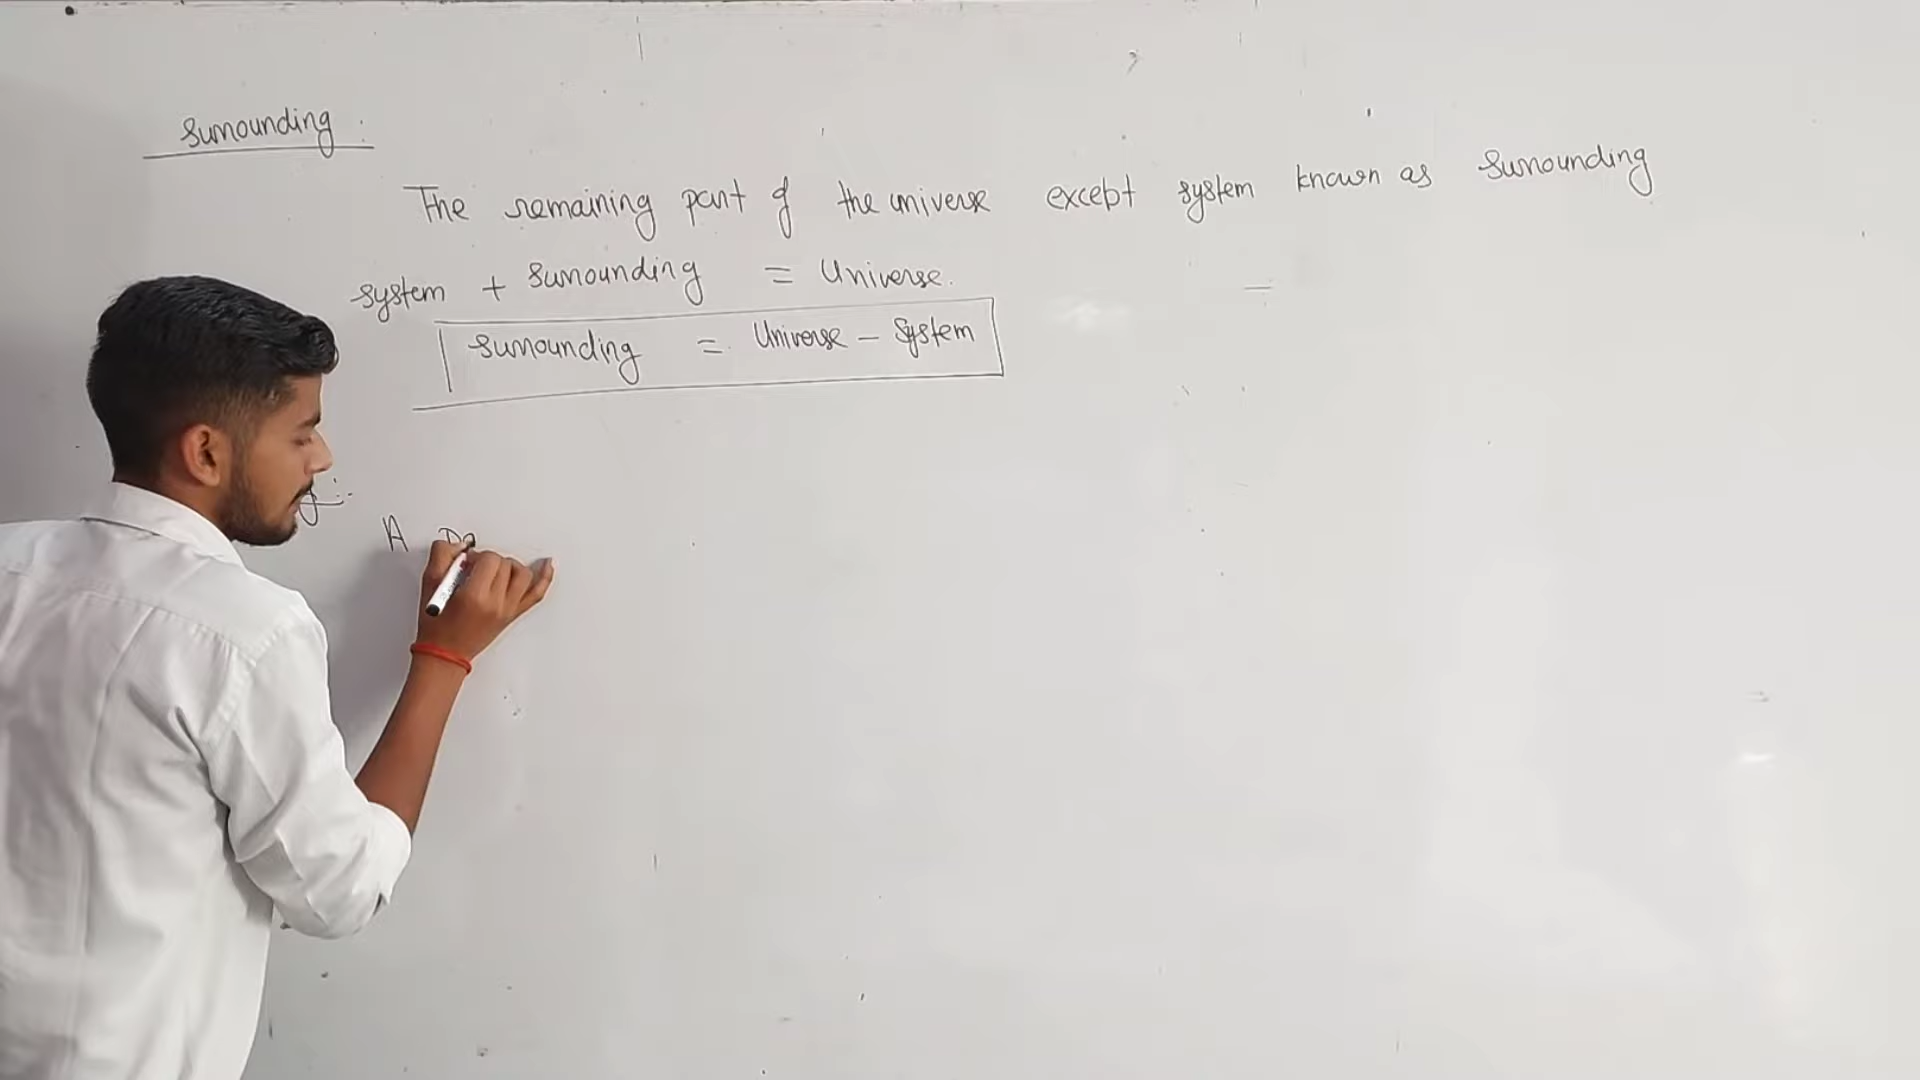 Surrounding :
The remaining part of the universe except system known as Surrounding
System + Surrounding = Universe.
Surrounding = Universe - System
A